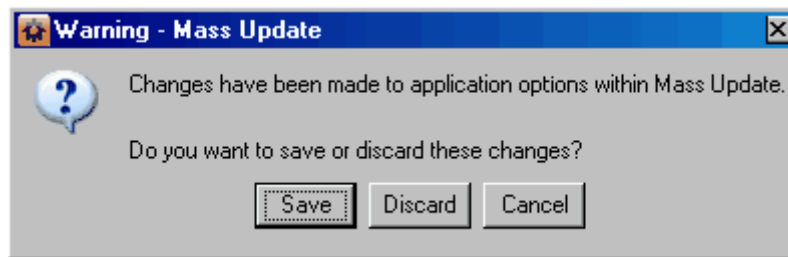 Warning - Mass Update
Changes have been made to application options within Mass Update.
Do you want to save or discard these changes?
Save Discard Cancel